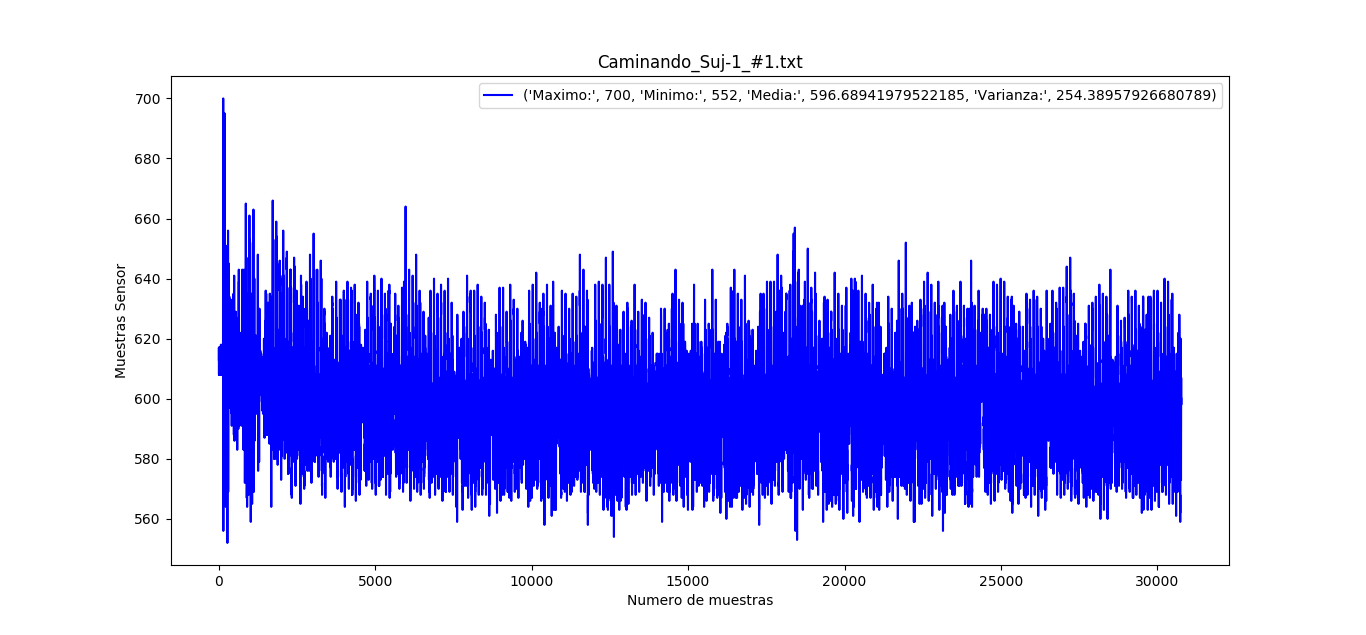 Caminando_Suj-1_#1.txt
('Maximo:', 700, 'Minimo:', 552, 'Media:', 596.68941979522185, 'Varianza:', 254.38957926680789)
700
680
660
640
620
600
580
560
Muestras Sensor
0 5000 10000 15000 20000 25000 30000
Numero de muestras